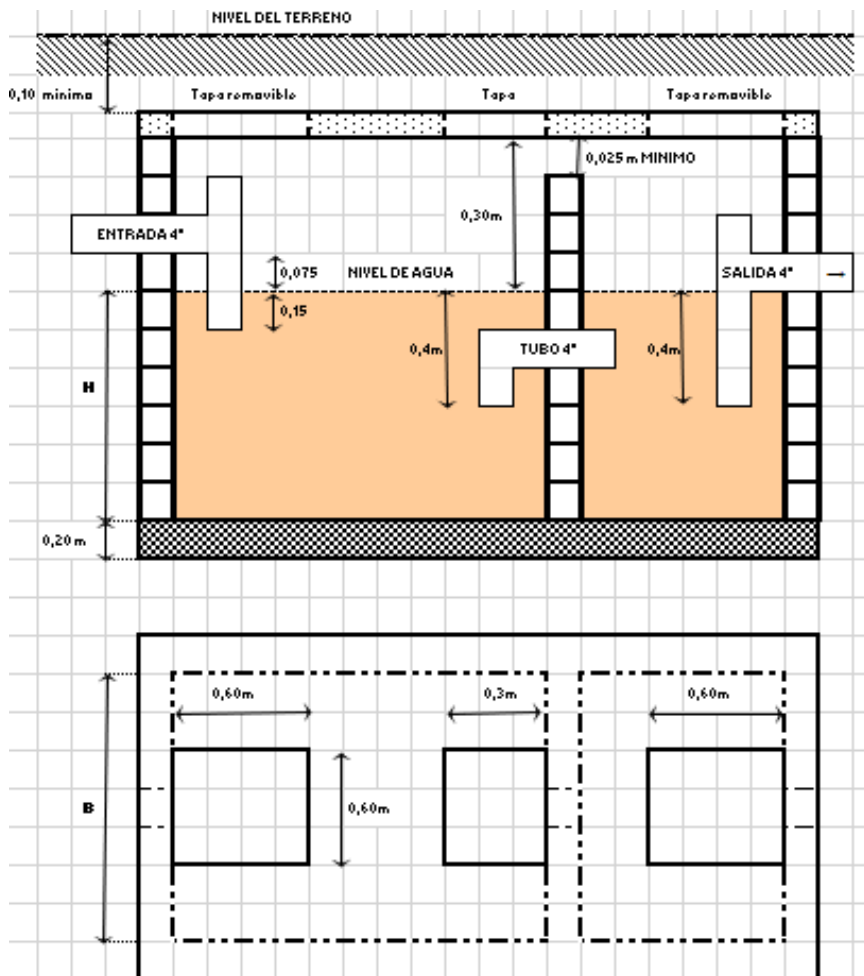 NIVEL DEL TERRENO
0,10 minimo
Tapa removible
Tapa
Tapa removible
0,025 m MINIMO
0,30m
ENTRADA 4"
0,075
NIVEL DE AGUA
SALIDA 4"
→
0,15
0,4m
TUBO 4"
0,4m
H
0,20 m
0,60m
0,3m
0,60m
B
0,60m